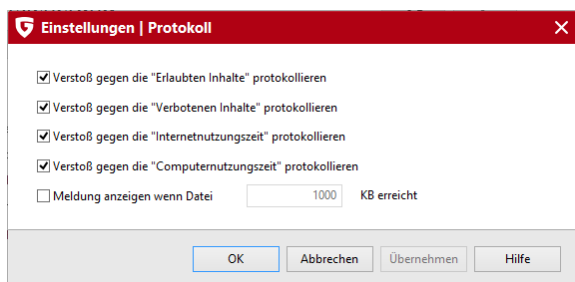 Einstellungen | Protokoll
Verstoß gegen die "Erlaubten Inhalte" protokollieren
Verstoß gegen die "Verbotenen Inhalte" protokollieren
Verstoß gegen die "Internetnutzungszeit" protokollieren
Verstoß gegen die "Computernutzungszeit" protokollieren
Meldung anzeigen wenn Datei 1000 KB erreicht
OK Abbrechen Übernehmen Hilfe